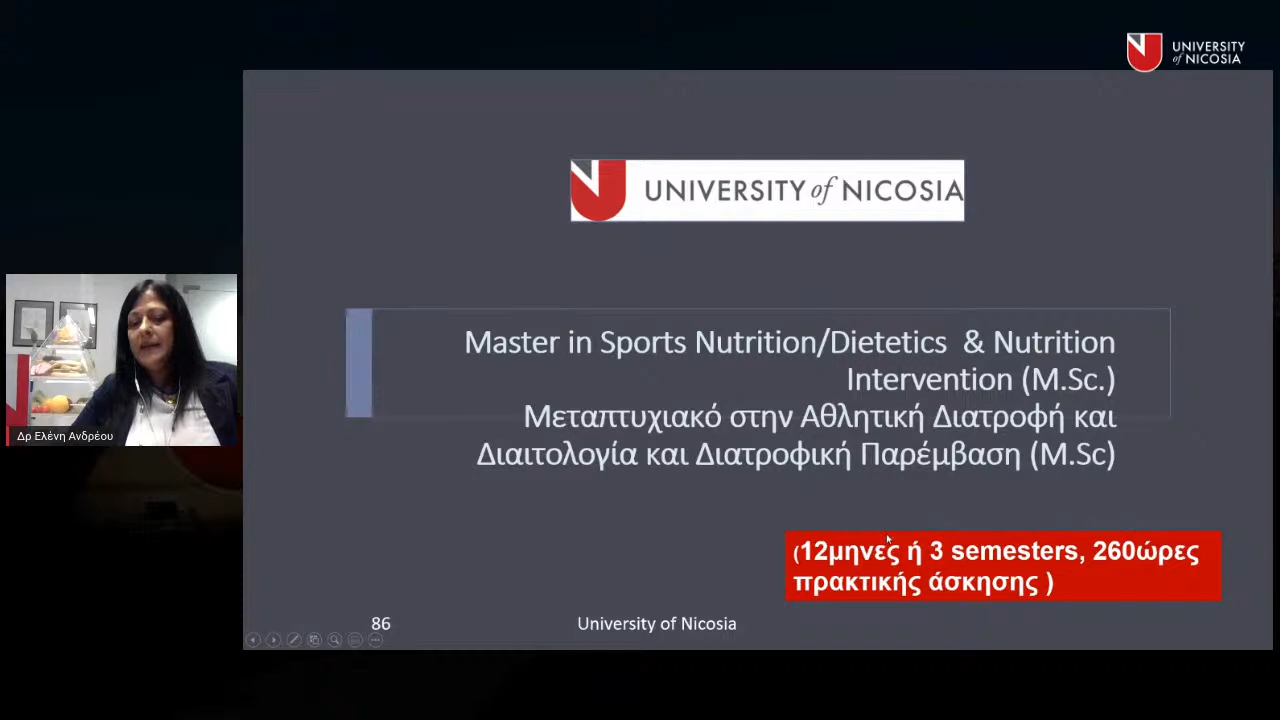 UNIVERSITY
of NICOSIA
UNIVERSITY of NICOSIA
Master in Sports Nutrition/Dietetics & Nutrition
Intervention (M.Sc.)
Μεταπτυχιακό στην Αθλητική Διατροφή και
Διαιτολογία και Διατροφική Παρέμβαση (M.Sc)
Δρ Ελένη Ανδρέου
(12μηνες ή 3 semesters, 260ώρες
πρακτικής άσκησης )
86
University of Nicosia